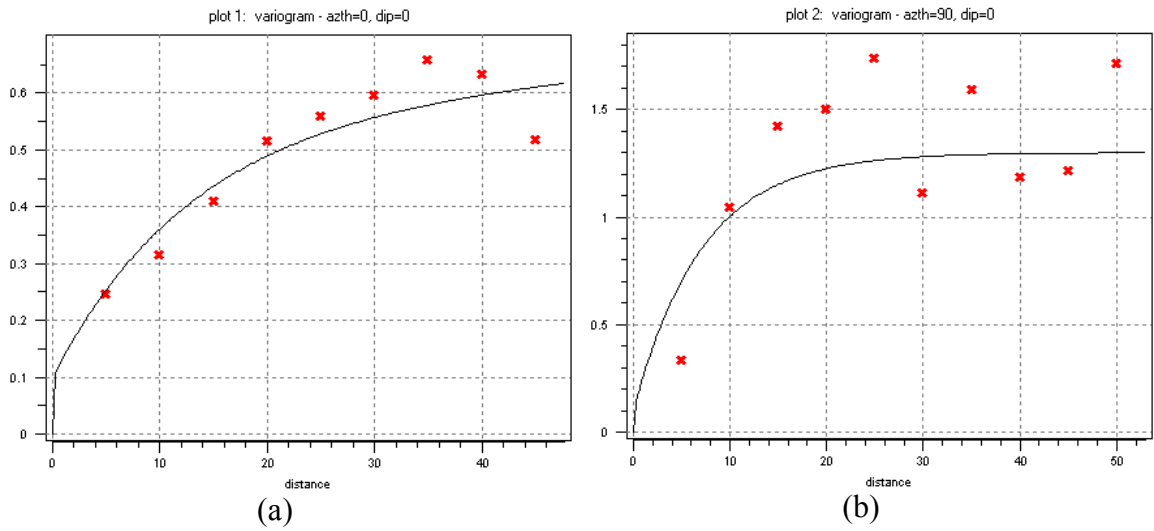 plot 1: variogram - azth=0, dip=0
0.6
0.5
0.4
0.3
0.2
0.1
0
0 10 20 30 40
distance
(a)
plot 2: variogram - azth=90, dip=0
1.5
1
0.5
0
0 10 20 30 40 50
distance
(b)